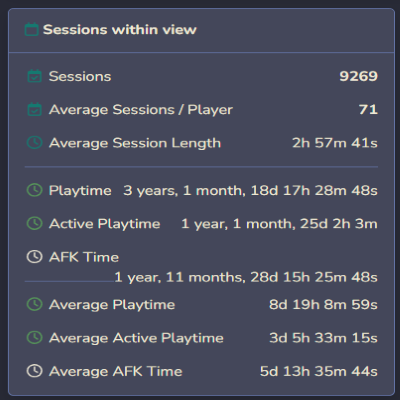 Sessions within view
Sessions 9269
Average Sessions / Player 71
Average Session Length 2h 57m 41s
Playtime 3 years, 1 month, 18d 17h 28m 48s
Active Playtime 1 year, 1 month, 25d 2h 3m
AFK Time
1 year, 11 months, 28d 15h 25m 48s
Average Playtime 8d 19h 8m 59s
Average Active Playtime 3d 5h 33m 15s
Average AFK Time 5d 13h 35m 44s